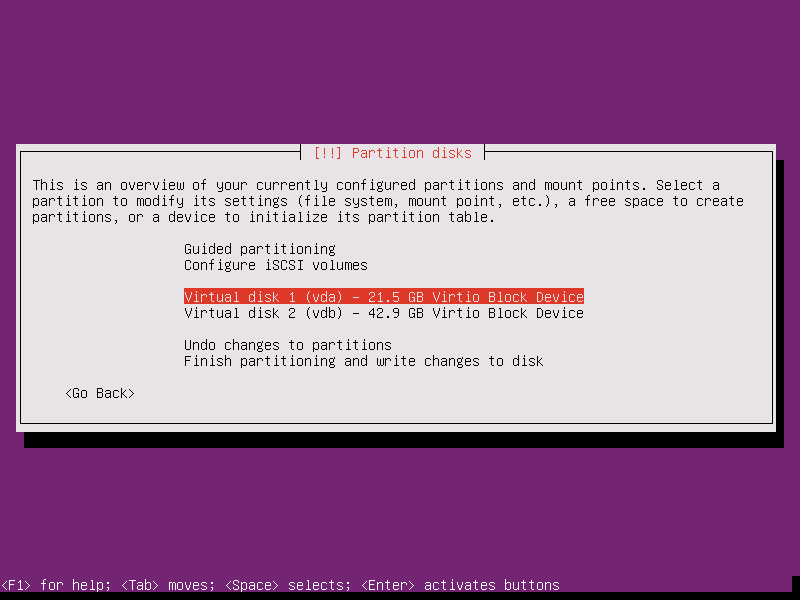 [!!] Partition disks
This is an overview of your currently configured partitions and mount points. Select a
partition to modify its settings (file system, mount point, etc.), a free space to create
partitions, or a device to initialize its partition table.
Guided partitioning
Configure iSCSI volumes
Virtual disk 1 (vda) - 21.5 GB Virtio Block Device
Virtual disk 2 (vdb) - 42.9 GB Virtio Block Device
Undo changes to partitions
Finish partitioning and write changes to disk
<Go Back>
<F1> for help; <Tab> moves; <Space> selects; <Enter> activates buttons